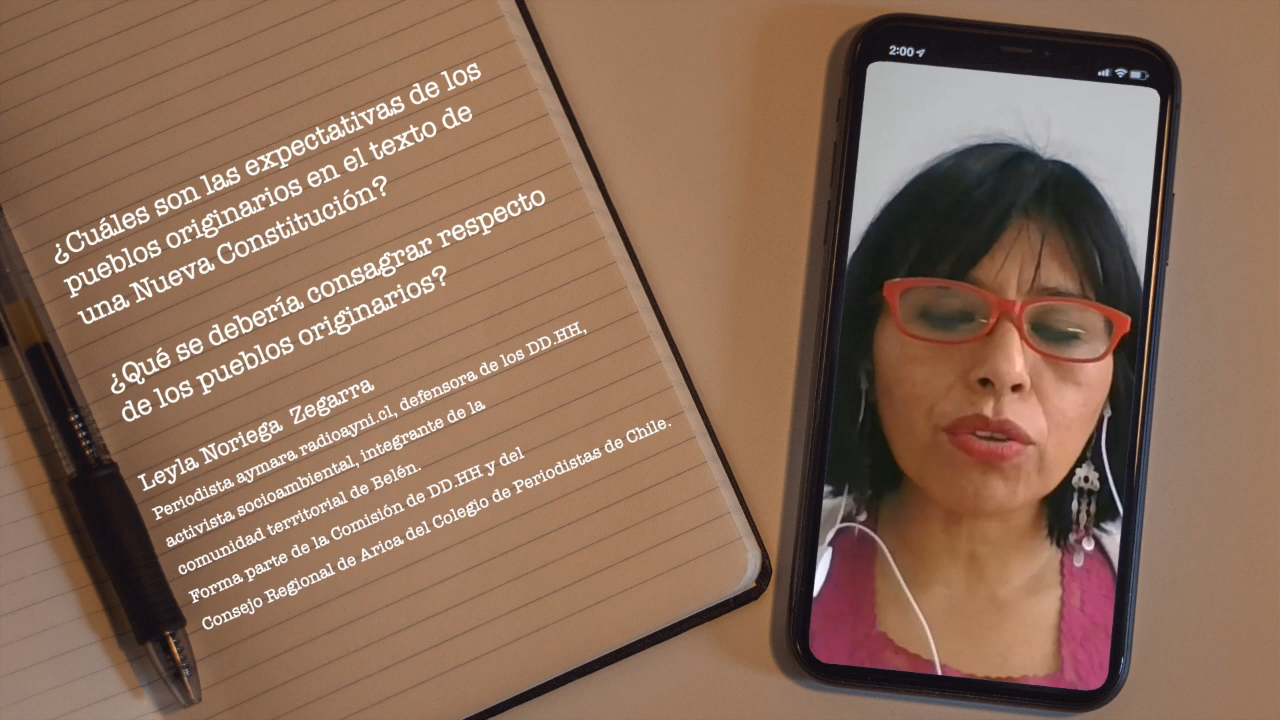 ¿Cuáles son las expectativas de los
pueblos originarios en el texto de
una Nueva Constitución?
¿Qué se debería consagrar respecto
de los pueblos originarios?
Leyla Noriega Zegarra
Periodista aymara radioayni.cl, defensora de los DD.HH,
activista socioambiental, integrante de la
comunidad territorial de Belén.
Forma parte de la Comisión de DD.HH y del
Consejo Regional de Arica del Colegio de Periodistas de Chile.
2:00